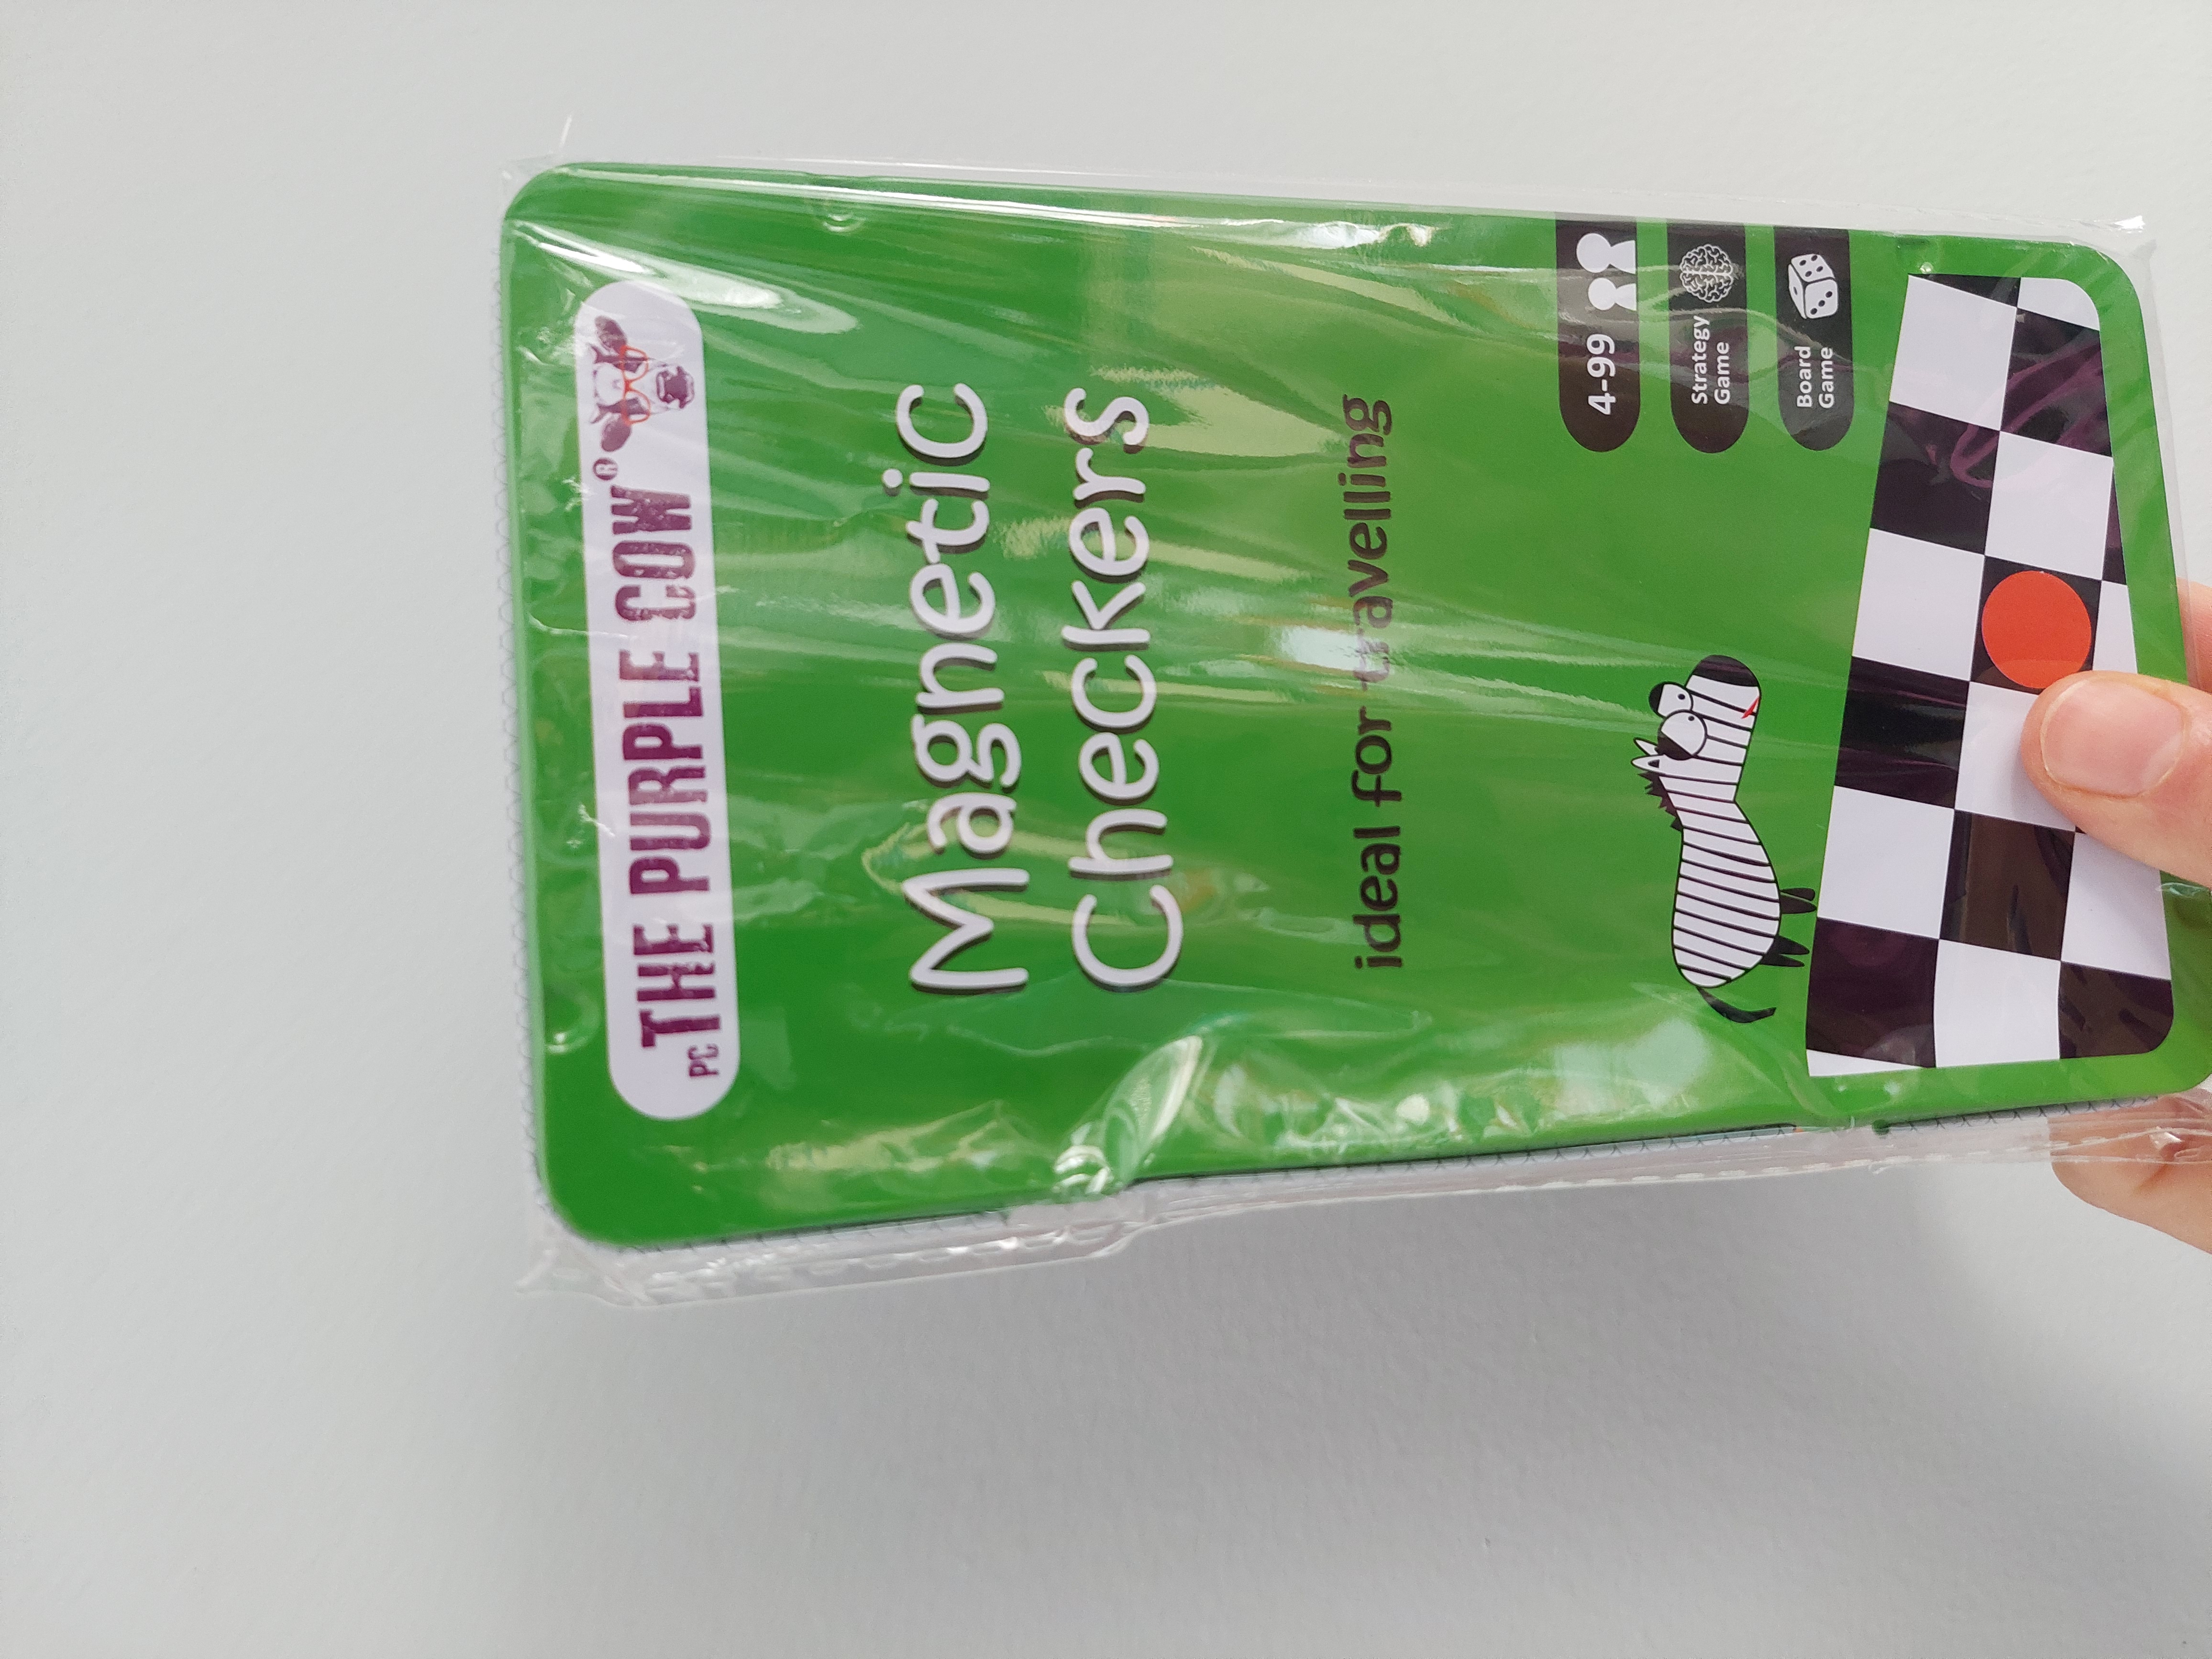 THE PURPLE COW®
PC
Magnetic
Checkers
ideal for travelling
4-99
Strategy
Game
Board
Game